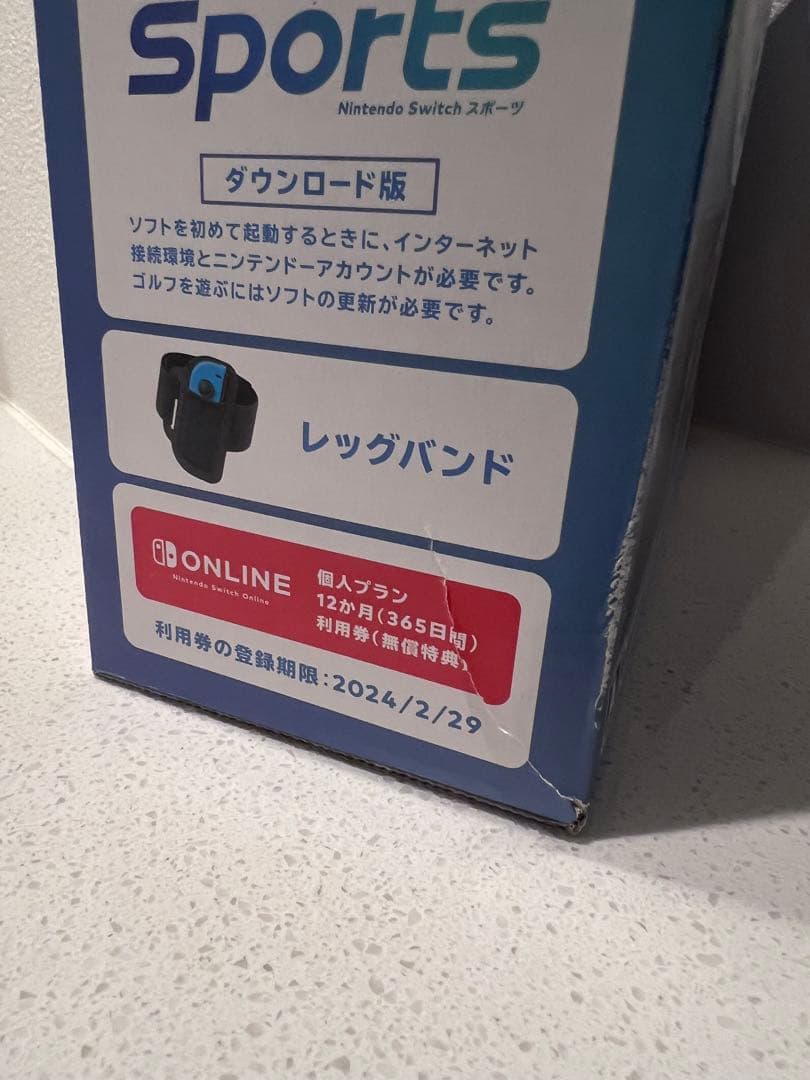 Sports
Nintendo Switch スポーツ
ダウンロード版
ソフトを初めて起動するときに、インターネット
接続環境とニンテンドーアカウントが必要です。
ゴルフを遊ぶにはソフトの更新が必要です。
レッグバンド
ONLINE
Nintendo Switch Online
個人プラン
12か月(365日間)
利用券(無償特典)
利用券の登録期限:2024/2/29